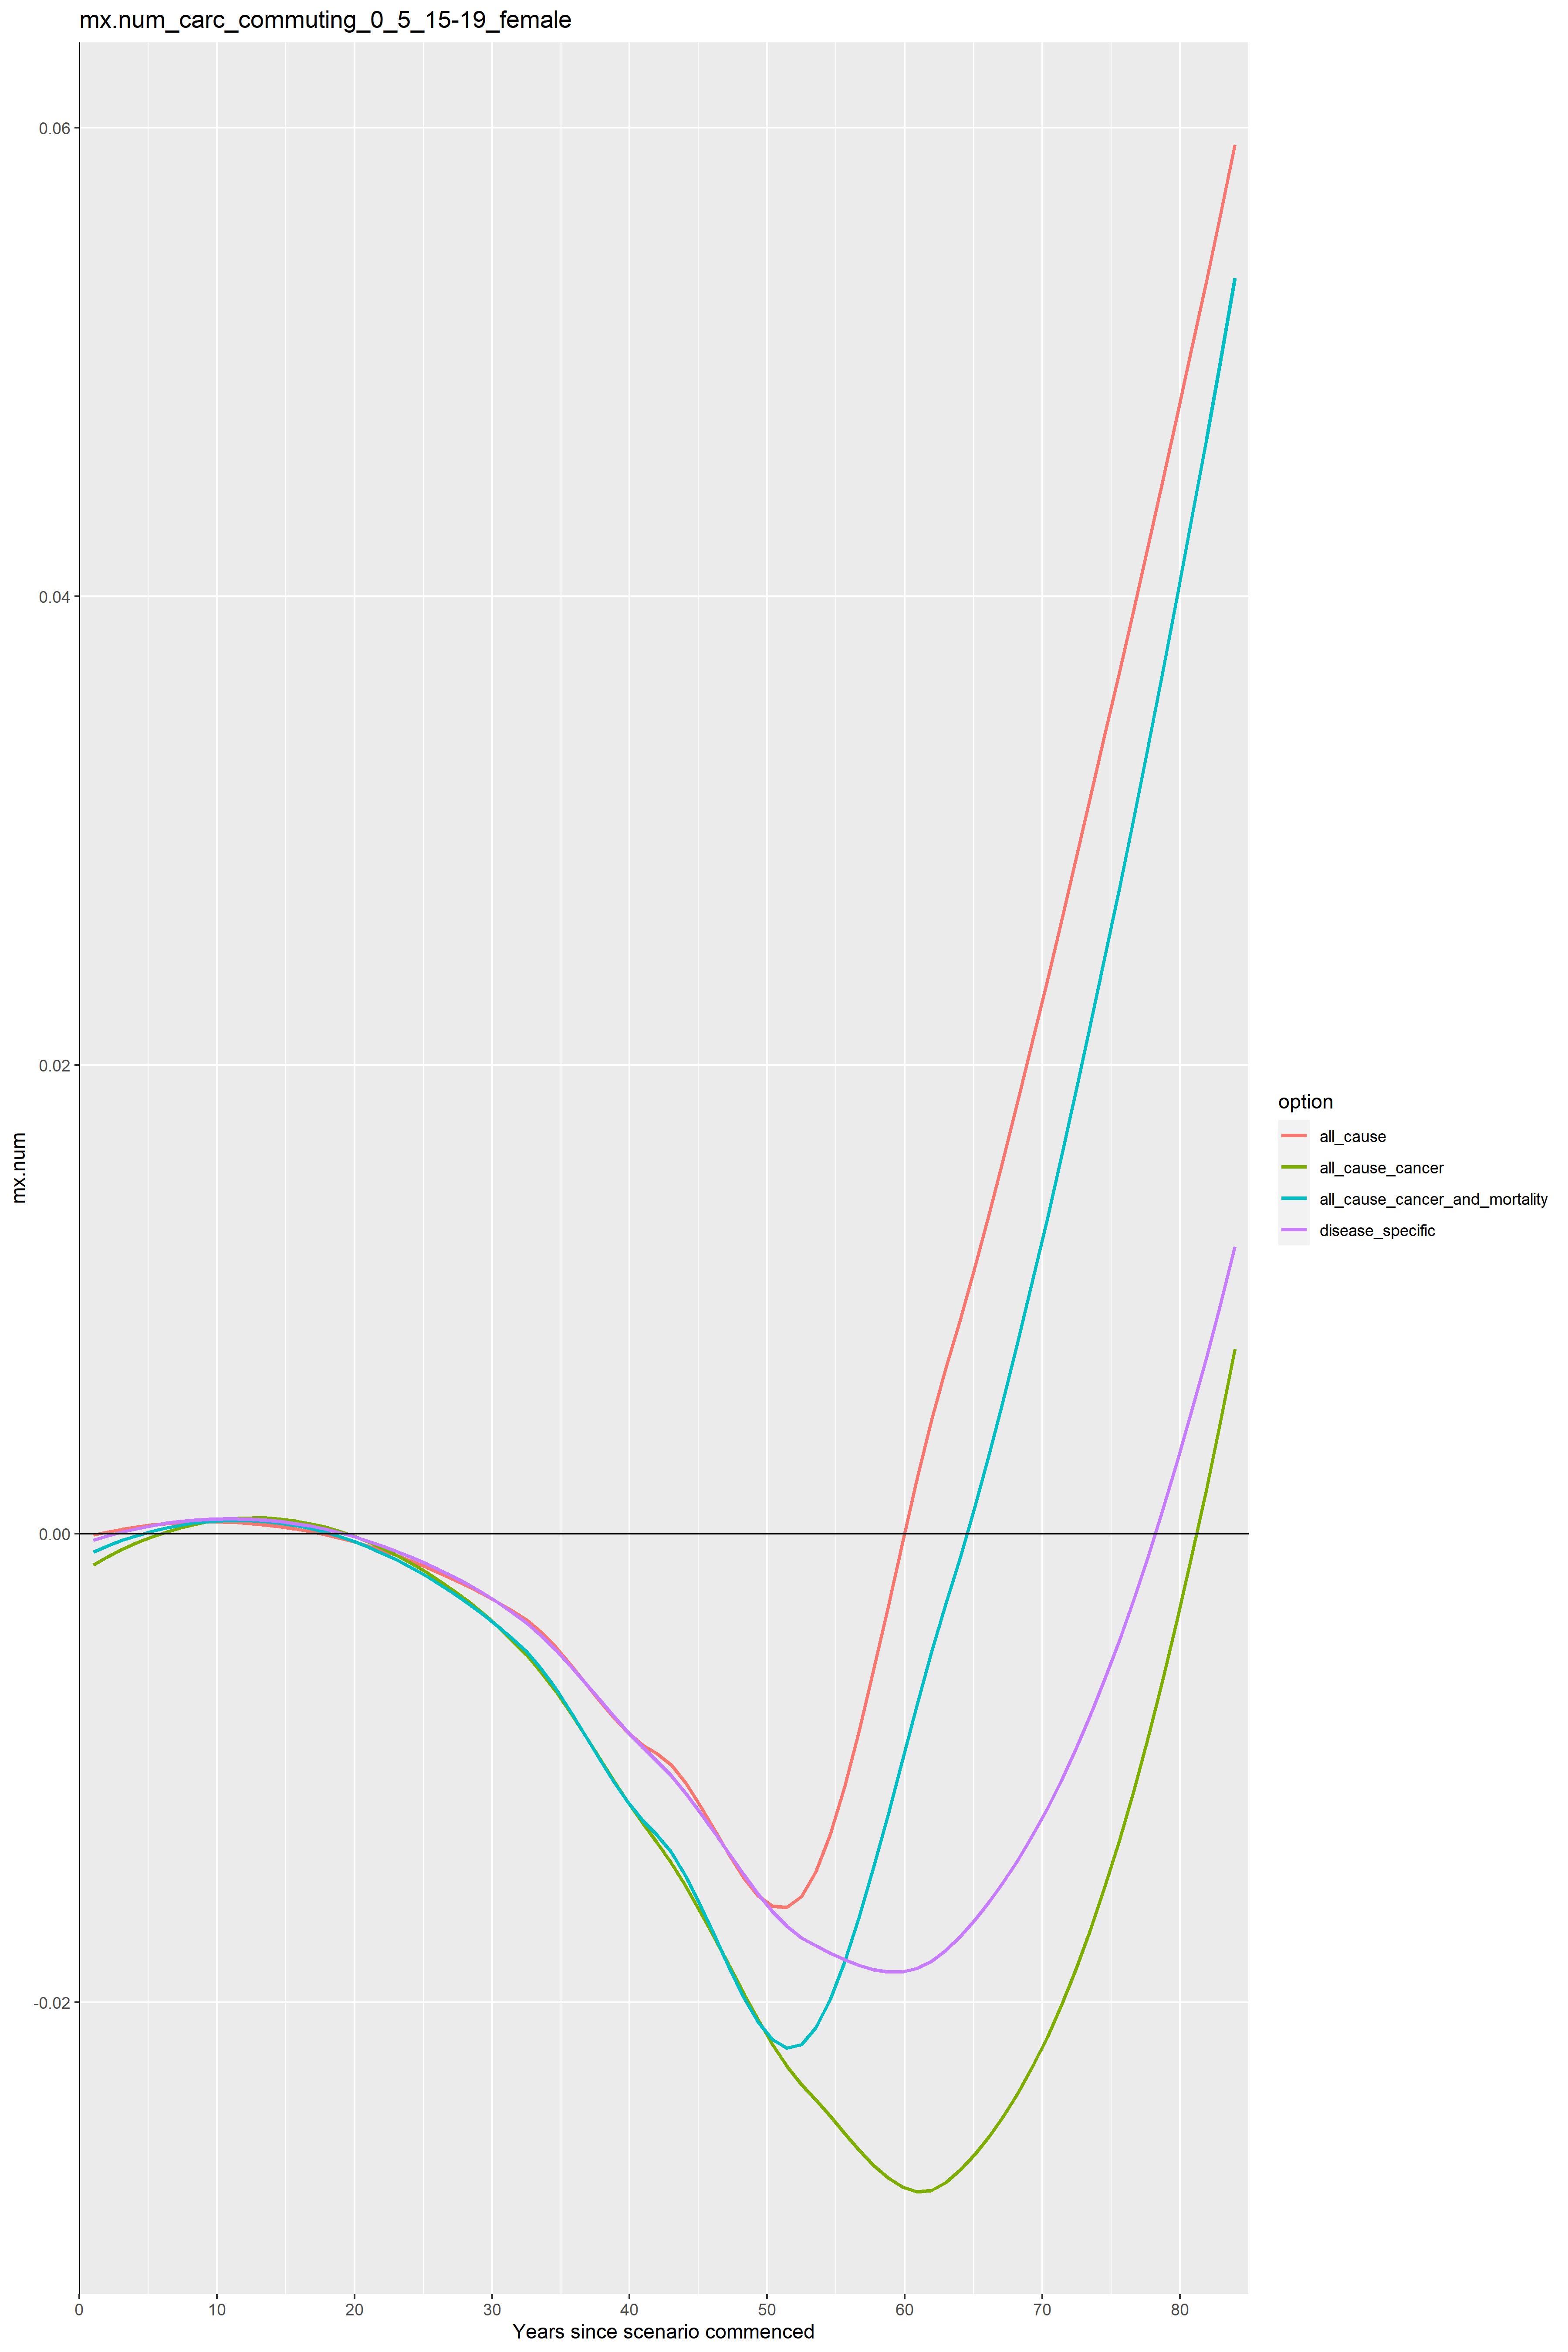 mx.num_carc_commuting_0_5_15-19_female
0.06
0.04
0.02
0.00
-0.02
mx.num
0 10 20 30 40 50 60 70 80
Years since scenario commenced
option
all_cause
all_cause_cancer
all_cause_cancer_and_mortality
disease_specific